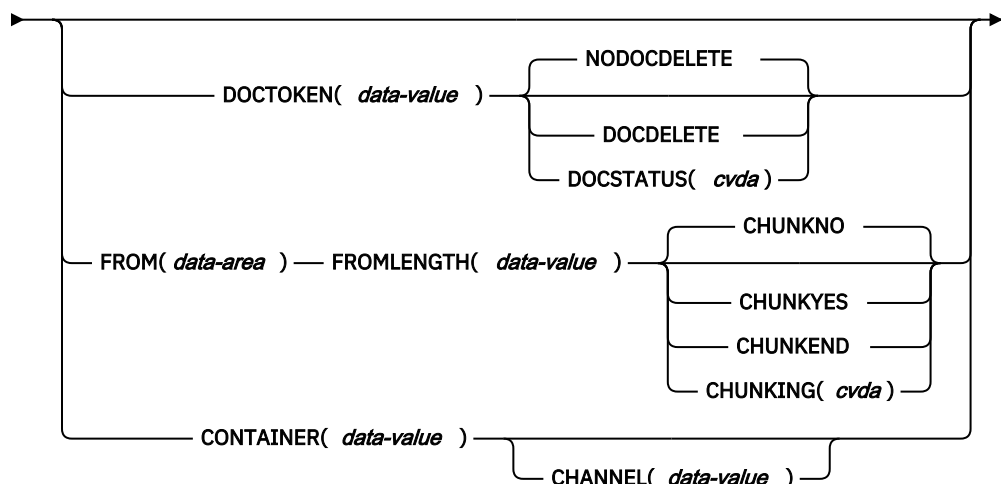 NODOCDELETE
DOCTOKEN( data-value )
DOCDELETE
DOCSTATUS( cvda )
CHUNKNO
FROM( data-area ) FROMLENGTH( data-value )
CHUNKYES
CHUNKEND
CHUNKING( cvda )
CONTAINER( data-value )
CHANNEL( data-value )